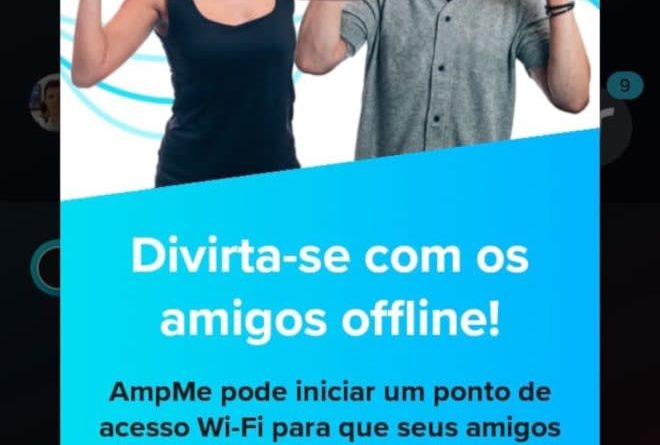 9
Divirta-se com os
amigos offline!
AmpMe pode iniciar um ponto de
acesso Wi-Fi para que seus amigos